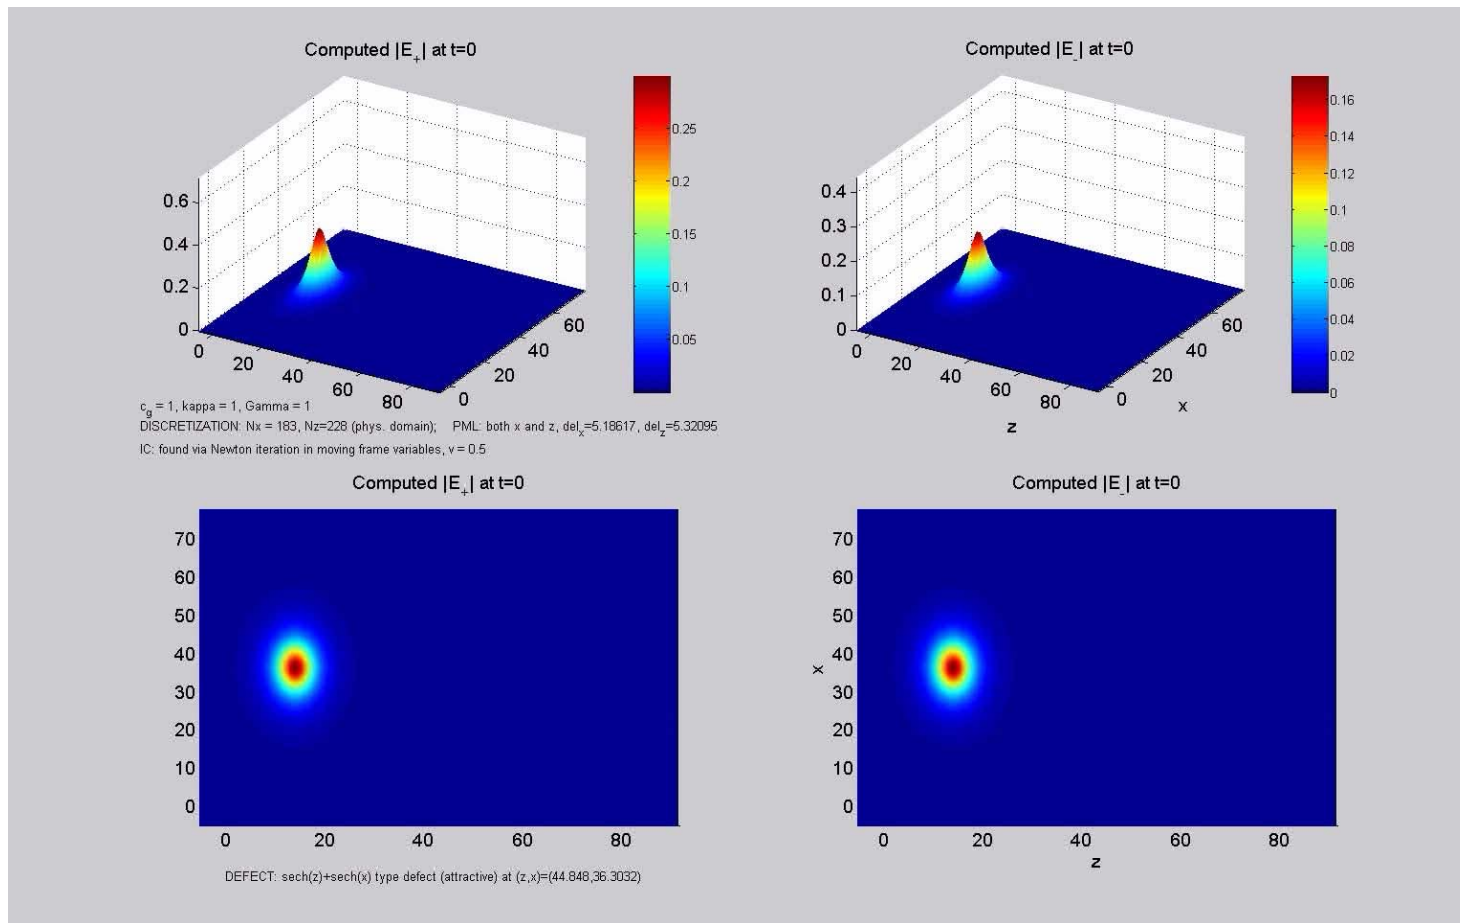 Computed |E_+| at t=0
0.6
0.4
0.2
0
0 20 40 60 80
0 20 40 60
0.25
0.2
0.15
0.1
0.05
Computed |E_-| at t=0
0.4
0.3
0.2
0.1
0
0 20 40 60 80
z
0 20 40 60
x
0.16
0.14
0.12
0.1
0.08
0.06
0.04
0.02
0
c_g = 1, kappa = 1, Gamma = 1
DISCRETIZATION: Nx = 183, Nz=228 (phys. domain); PML: both x and z, del_x=5.18617, del_z=5.32095
IC: found via Newton iteration in moving frame variables, v = 0.5
Computed |E_+| at t=0
70
60
50
40
30
20
10
0
0 20 40 60 80
Computed |E_-| at t=0
70
60
50
40
x
30
20
10
0
0 20 40 60 80
z
DEFECT: sech(z)+sech(x) type defect (attractive) at (z,x)=(44.848,36.3032)